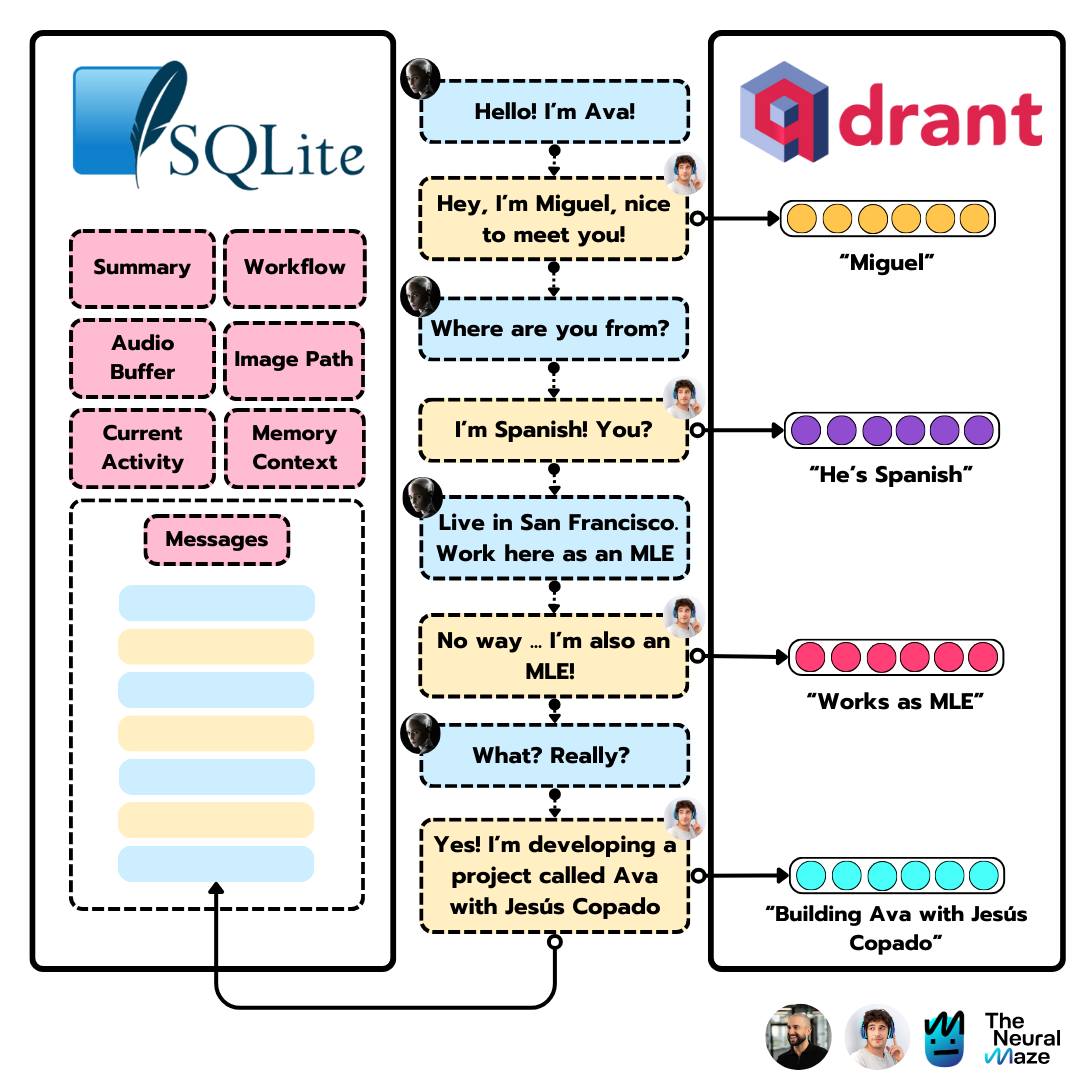 SQLite
Summary
Workflow
Audio
Buffer
Image Path
Current
Activity
Memory
Context
Messages
Hello! I'm Ava!
Hey, I'm Miguel, nice
to meet you!
Where are you from?
I'm Spanish! You?
Live in San Francisco.
Work here as an MLE
No way ... I'm also an
MLE!
What? Really?
Yes! I'm developing a
project called Ava
with Jesús Copado
qdrant
“Miguel”
“He's Spanish”
“Works as MLE”
“Building Ava with Jesús
Copado”
The
Neural
Maze